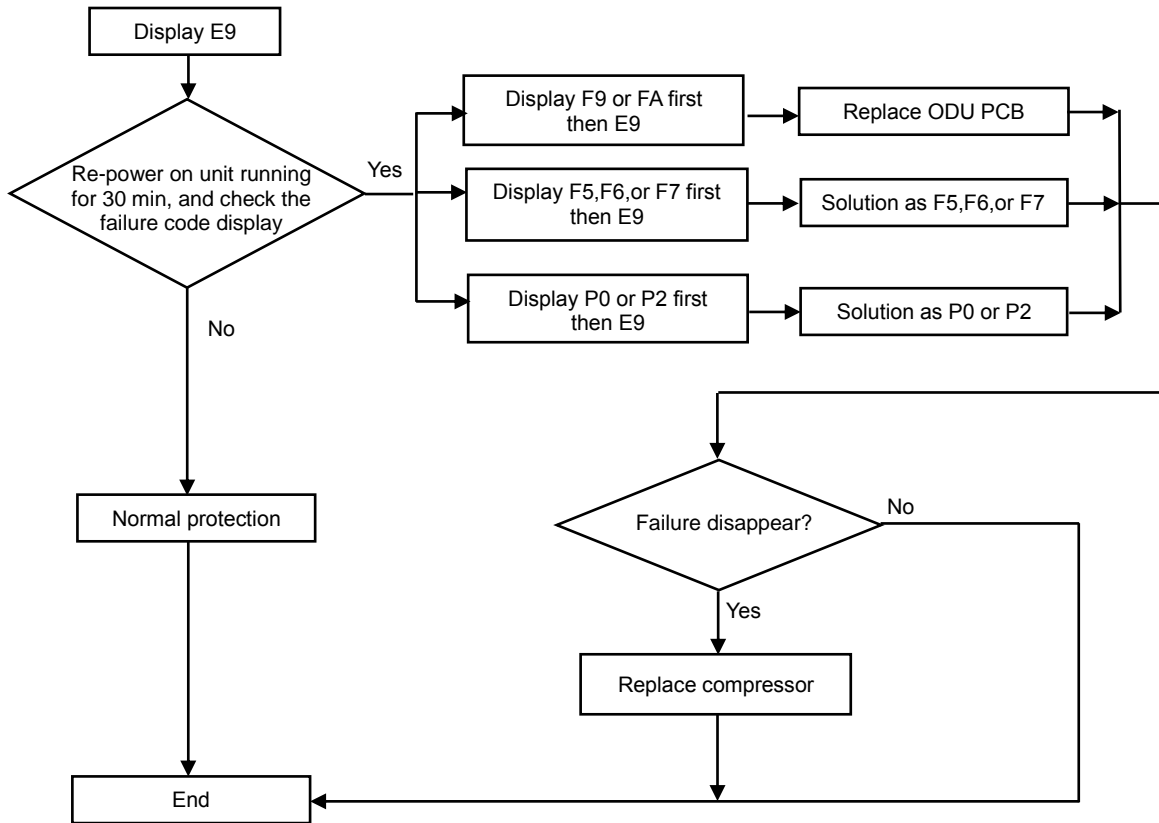 Display E9
Re-power on unit running
for 30 min, and check the
failure code display
Yes
No
Display F9 or FA first
then E9
Replace ODU PCB
Display F5,F6,or F7 first
then E9
Solution as F5,F6,or F7
Display P0 or P2 first
then E9
Solution as P0 or P2
Normal protection
Failure disappear?
No
Yes
Replace compressor
End